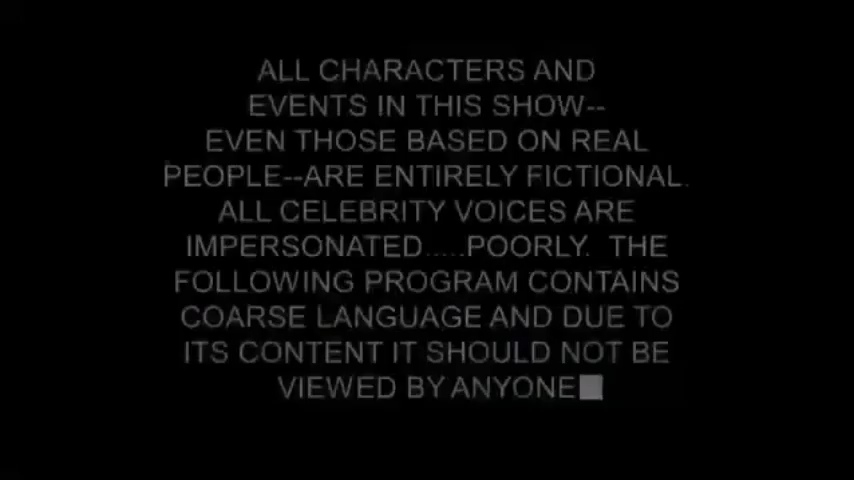 ALL CHARACTERS AND
EVENTS IN THIS SHOW--
EVEN THOSE BASED ON REAL
PEOPLE--ARE ENTIRELY FICTIONAL.
ALL CELEBRITY VOICES ARE
IMPERSONATED.....POORLY. THE
FOLLOWING PROGRAM CONTAINS
COARSE LANGUAGE AND DUE TO
ITS CONTENT IT SHOULD NOT BE
VIEWED BY ANYONE